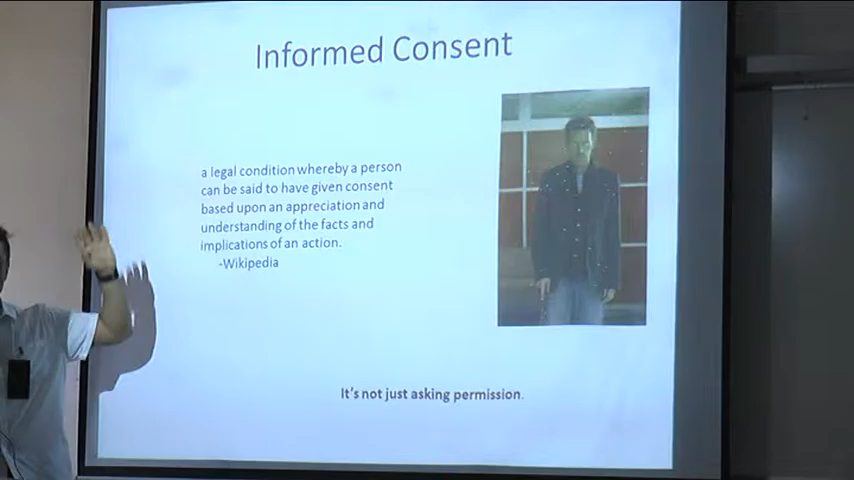 Informed Consent
a legal condition whereby a person
can be said to have given consent
based upon an appreciation and
understanding of the facts and
implications of an action.
-Wikipedia
It's not just asking permission.